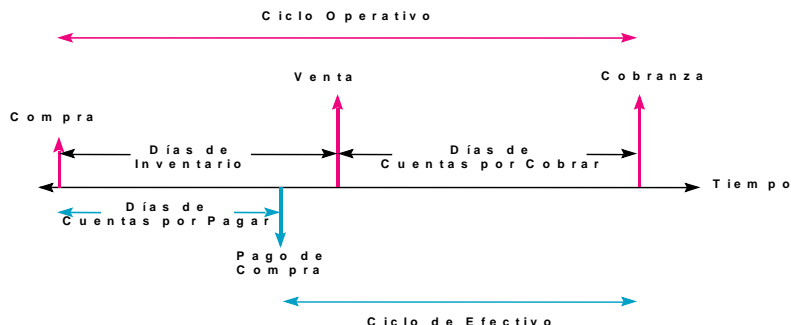 Ciclo Operativo
Venta
Cobranza
Compra
Días de
Inventario
Días de
Cuentas por Cobrar
Tiempo
Días de
Cuentas por Pagar
Pago de
Compra
Ciclo de Efectivo